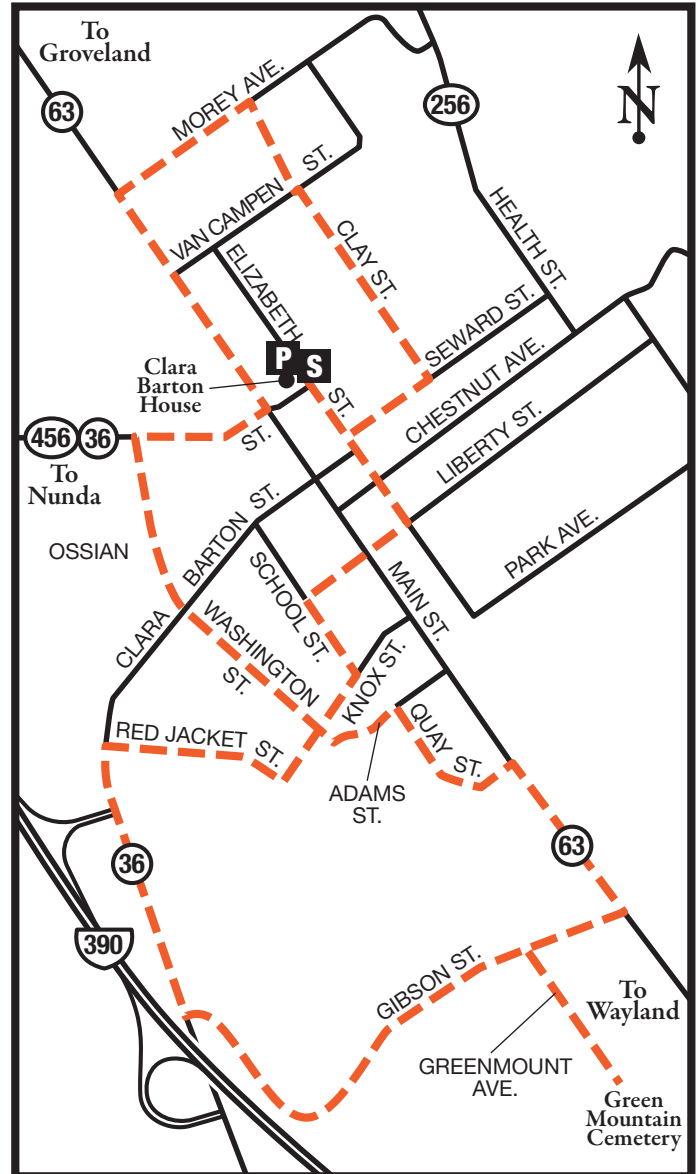 To
Groveland
63
MOREY AVE.
256
N
VAN CAMPEN ST.
ELIZABETH ST.
CLAY ST.
HEALTH ST.
SEWARD ST.
P
S
Clara
Barton
House
ST.
CHESTNUT AVE.
LIBERTY ST.
456
36
To
Nunda
OSSIAN
PARK AVE.
CLARA BARTON ST.
SCHOOL ST.
MAIN ST.
WASHINGTON
ST.
KNOX ST.
RED JACKET ST.
QUAY ST.
ADAMS
ST.
63
36
390
GIBSON ST.
To
Wayland
GREENMOUNT
AVE.
Green
Mountain
Cemetery